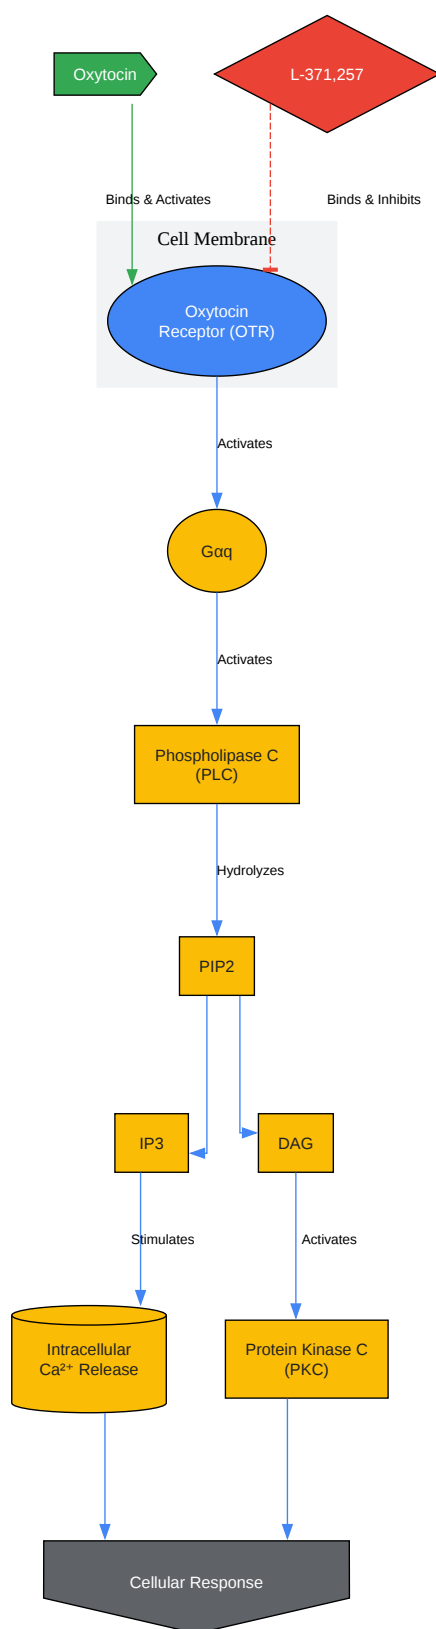 Oxytocin
L-371,257
Binds & Activates
Binds & Inhibits
Cell Membrane
Oxytocin
Receptor (OTR)
Activates
Gαq
Activates
Phospholipase C
(PLC)
Hydrolyzes
PIP2
IP3
DAG
Stimulates
Activates
Intracellular
Ca²⁺ Release
Protein Kinase C
(PKC)
Cellular Response